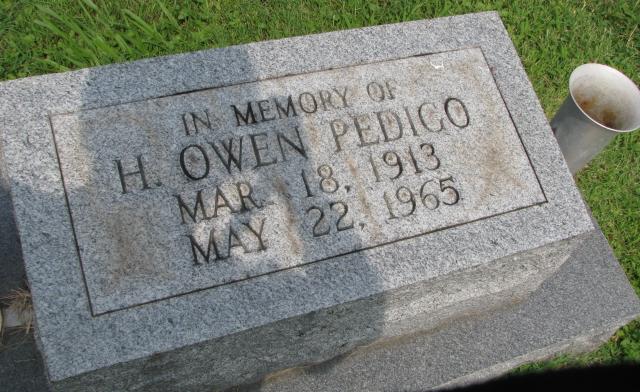 IN MEMORY OF
H. OWEN PEDIGO
MAR. 18, 1913
MAY 22, 1965